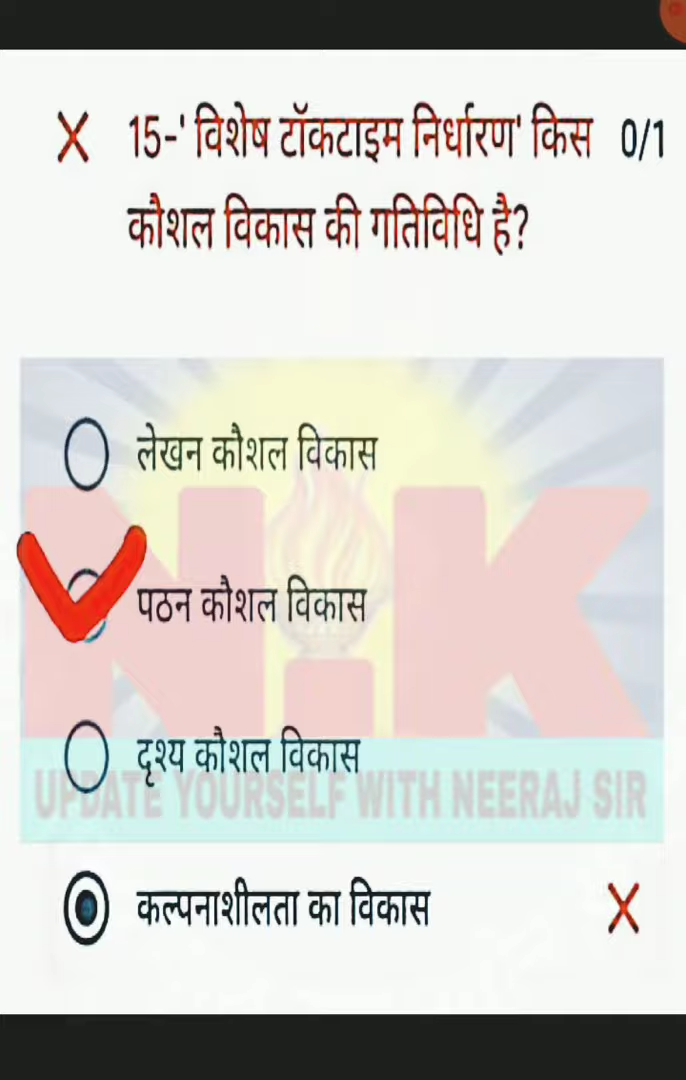 15-' विशेष टॉकटाइम निर्धारण' किस 0/1
कौशल विकास की गतिविधि है?
लेखन कौशल विकास
पठन कौशल विकास
दृश्य कौशल विकास
N.K
UPDATE YOURSELF WITH NEERAJ SIR
कल्पनाशीलता का विकास